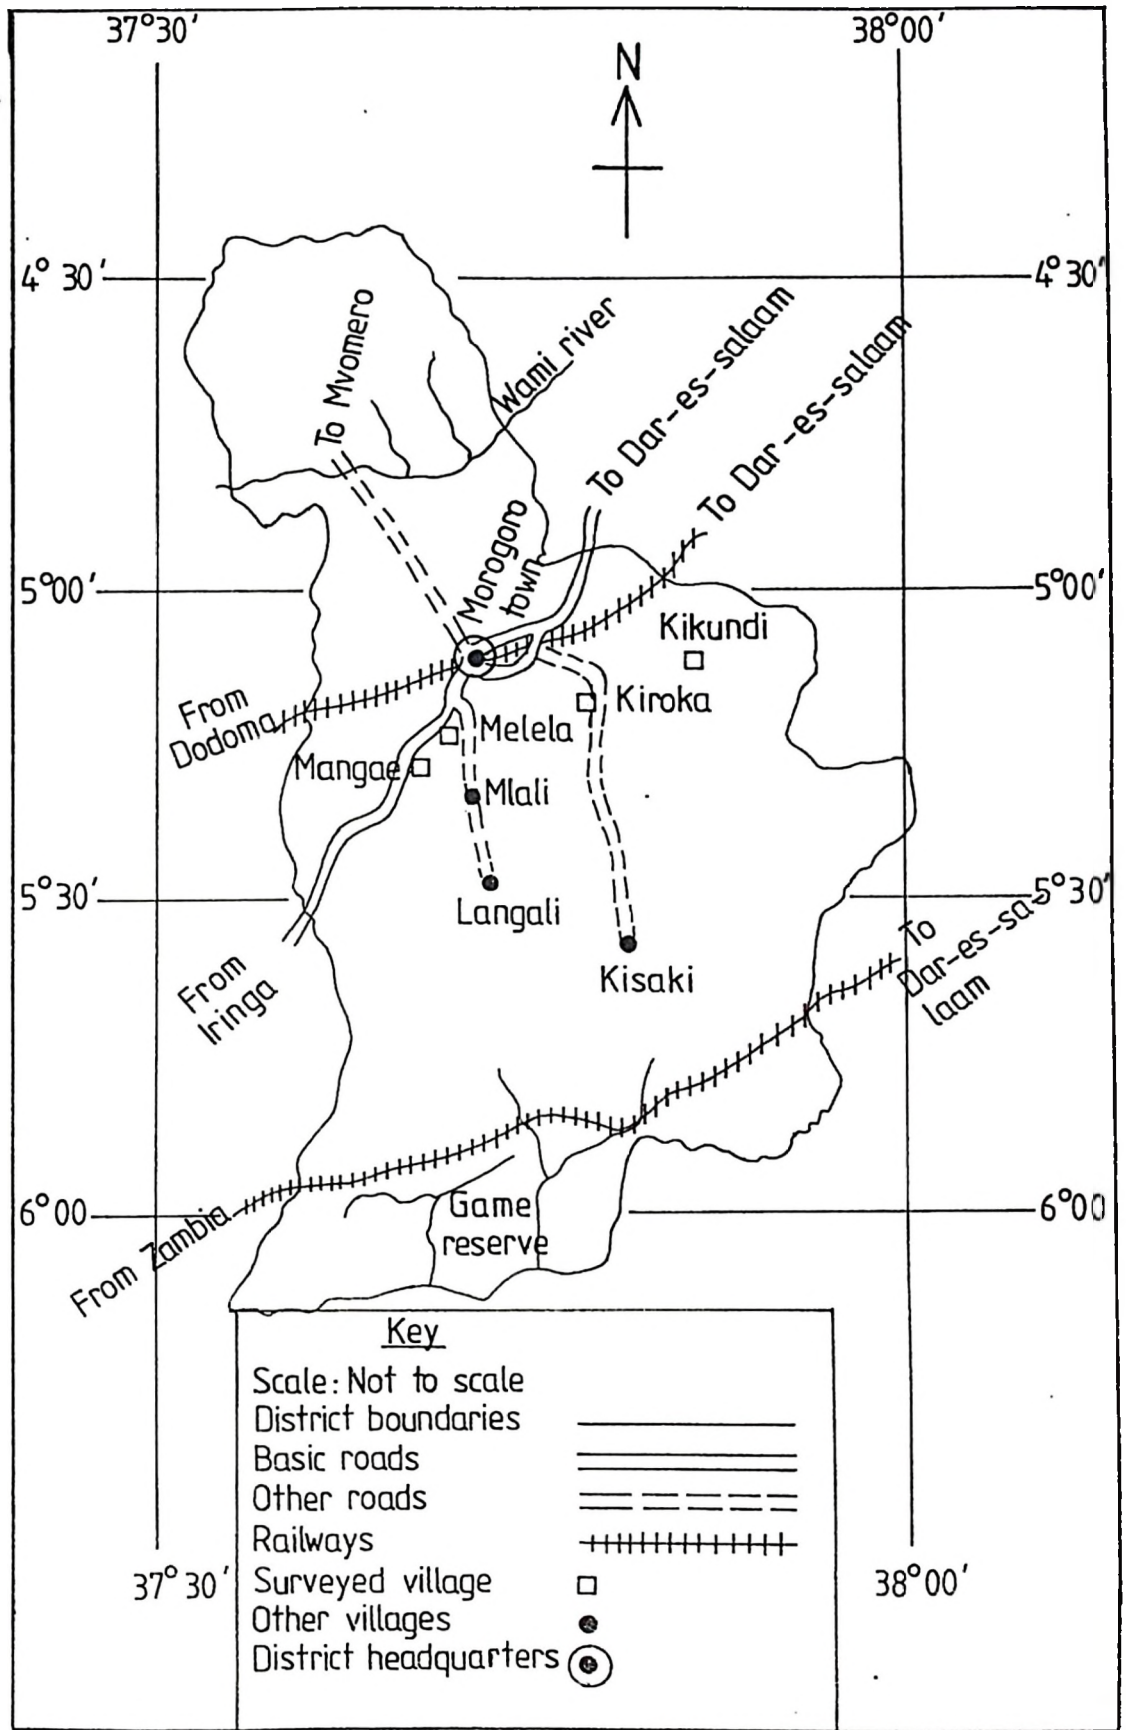 37°30'
38°00'
N
4° 30'
4° 30'
To Mvomero
Wami river
To Dar-es-salaam
To Dar-es-salaam
Morogoro
town
5°00'
5°00'
Kikundi
From
Dodoma
Kiroka
Melela
Mangae
Mlali
5°30'
5°30'
Langali
From
Iringa
Kisaki
To
Dar-es-sa-
laam
6°00
6°00
From Zambia
Game
reserve
Key
Scale: Not to scale
District boundaries
Basic roads
Other roads
Railways
Surveyed village
Other villages
District headquarters
37°30'
38°00'